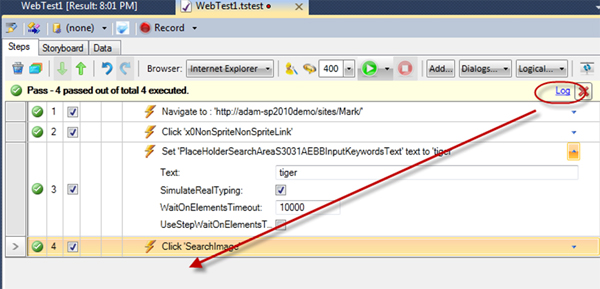 WebTest1 [Result: 8:01 PM] WebTest1.tstest
(none) Record
Steps Storyboard Data
Browser: Internet Explorer 400 Add... Dialogs... Logical...
Pass - 4 passed out of total 4 executed. Log
1 Navigate to : 'http://adam-sp2010demo/sites/Mark/'
2 Click 'x0NonSpriteNonSpriteLink'
Set 'PlaceHolderSearchAreaS3031AEBBInputKeywordsText' text to 'tiger
Text: tiger
3 SimulateRealTyping:
WaitOnElementsTimeout: 10000
UseStepWaitOnElementsT...
4 Click 'SearchImage'